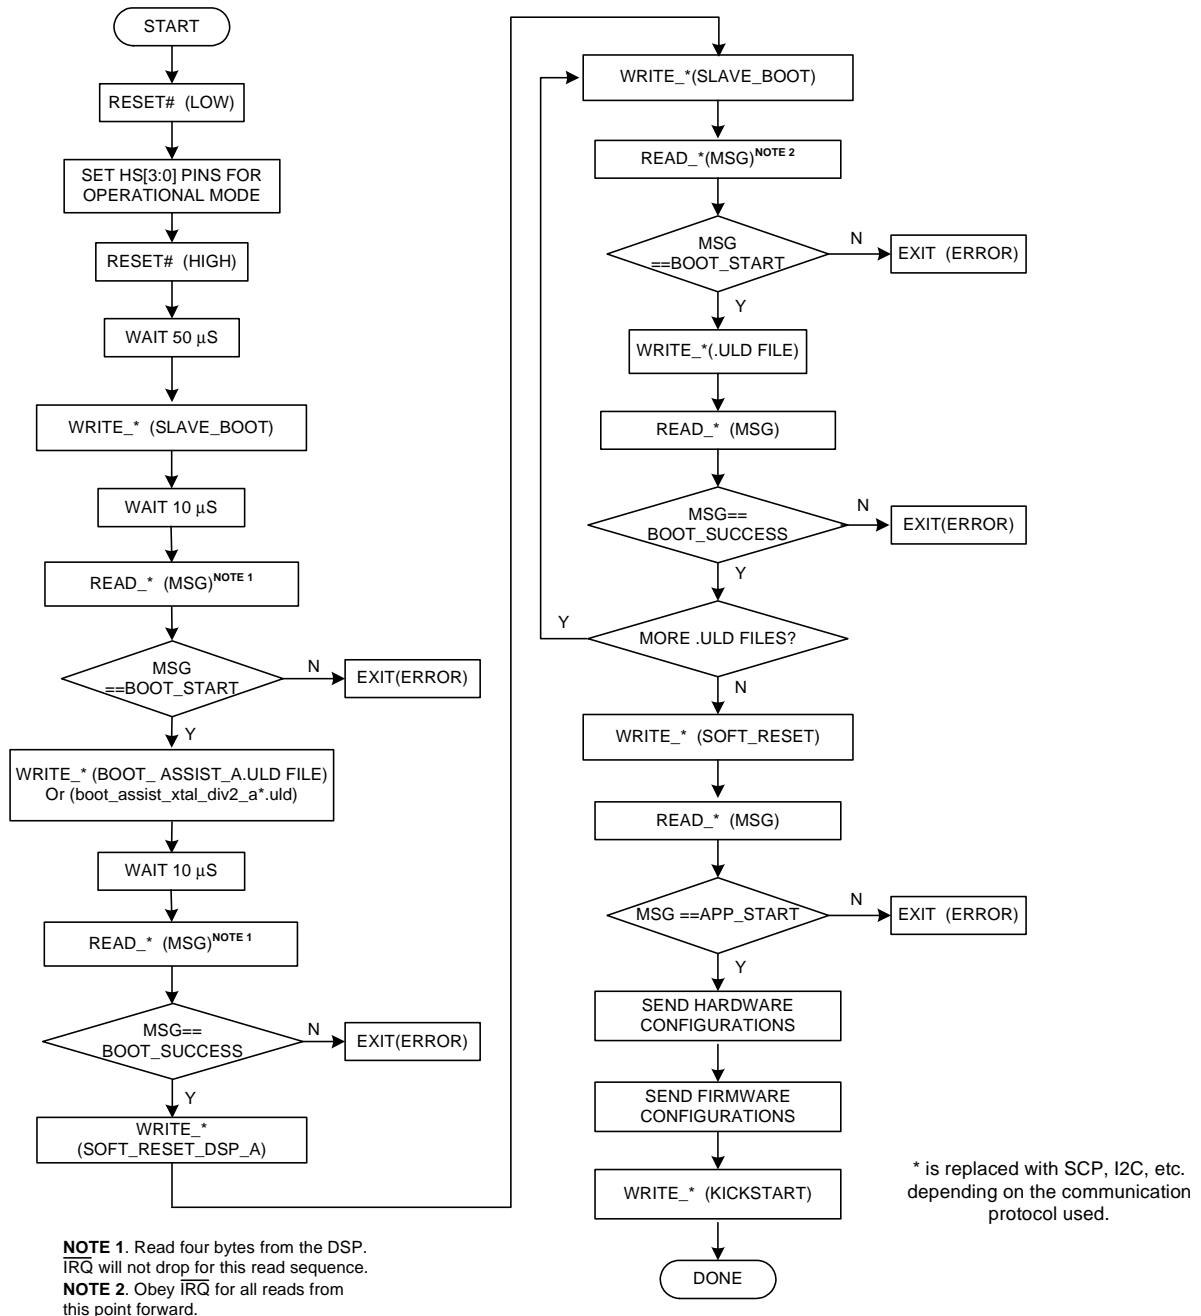 START
RESET# (LOW)
SET HS[3:0] PINS FOR
OPERATIONAL MODE
RESET# (HIGH)
WAIT 50 μS
WRITE_* (SLAVE_BOOT)
WAIT 10 μS
READ_* (MSG)NOTE 1
MSG
==BOOT_START
N
EXIT(ERROR)
Y
WRITE_* (BOOT_ ASSIST_A.ULD FILE)
Or (boot_assist_xtal_div2_a*.uld)
WAIT 10 μS
READ_* (MSG)NOTE 1
MSG==
BOOT_SUCCESS
N
EXIT(ERROR)
Y
WRITE_*
(SOFT_RESET_DSP_A)
WRITE_*(SLAVE_BOOT)
READ_*(MSG)NOTE 2
MSG
==BOOT_START
N
EXIT (ERROR)
Y
WRITE_*(.ULD FILE)
READ_* (MSG)
MSG==
BOOT_SUCCESS
N
EXIT(ERROR)
Y
MORE .ULD FILES?
Y
N
WRITE_* (SOFT_RESET)
READ_* (MSG)
MSG ==APP_START
N
EXIT (ERROR)
Y
SEND HARDWARE
CONFIGURATIONS
SEND FIRMWARE
CONFIGURATIONS
WRITE_* (KICKSTART)
DONE
* is replaced with SCP, I2C, etc.
depending on the communication
protocol used.
NOTE 1. Read four bytes from the DSP.
IRQ will not drop for this read sequence.
NOTE 2. Obey IRQ for all reads from
this point forward.